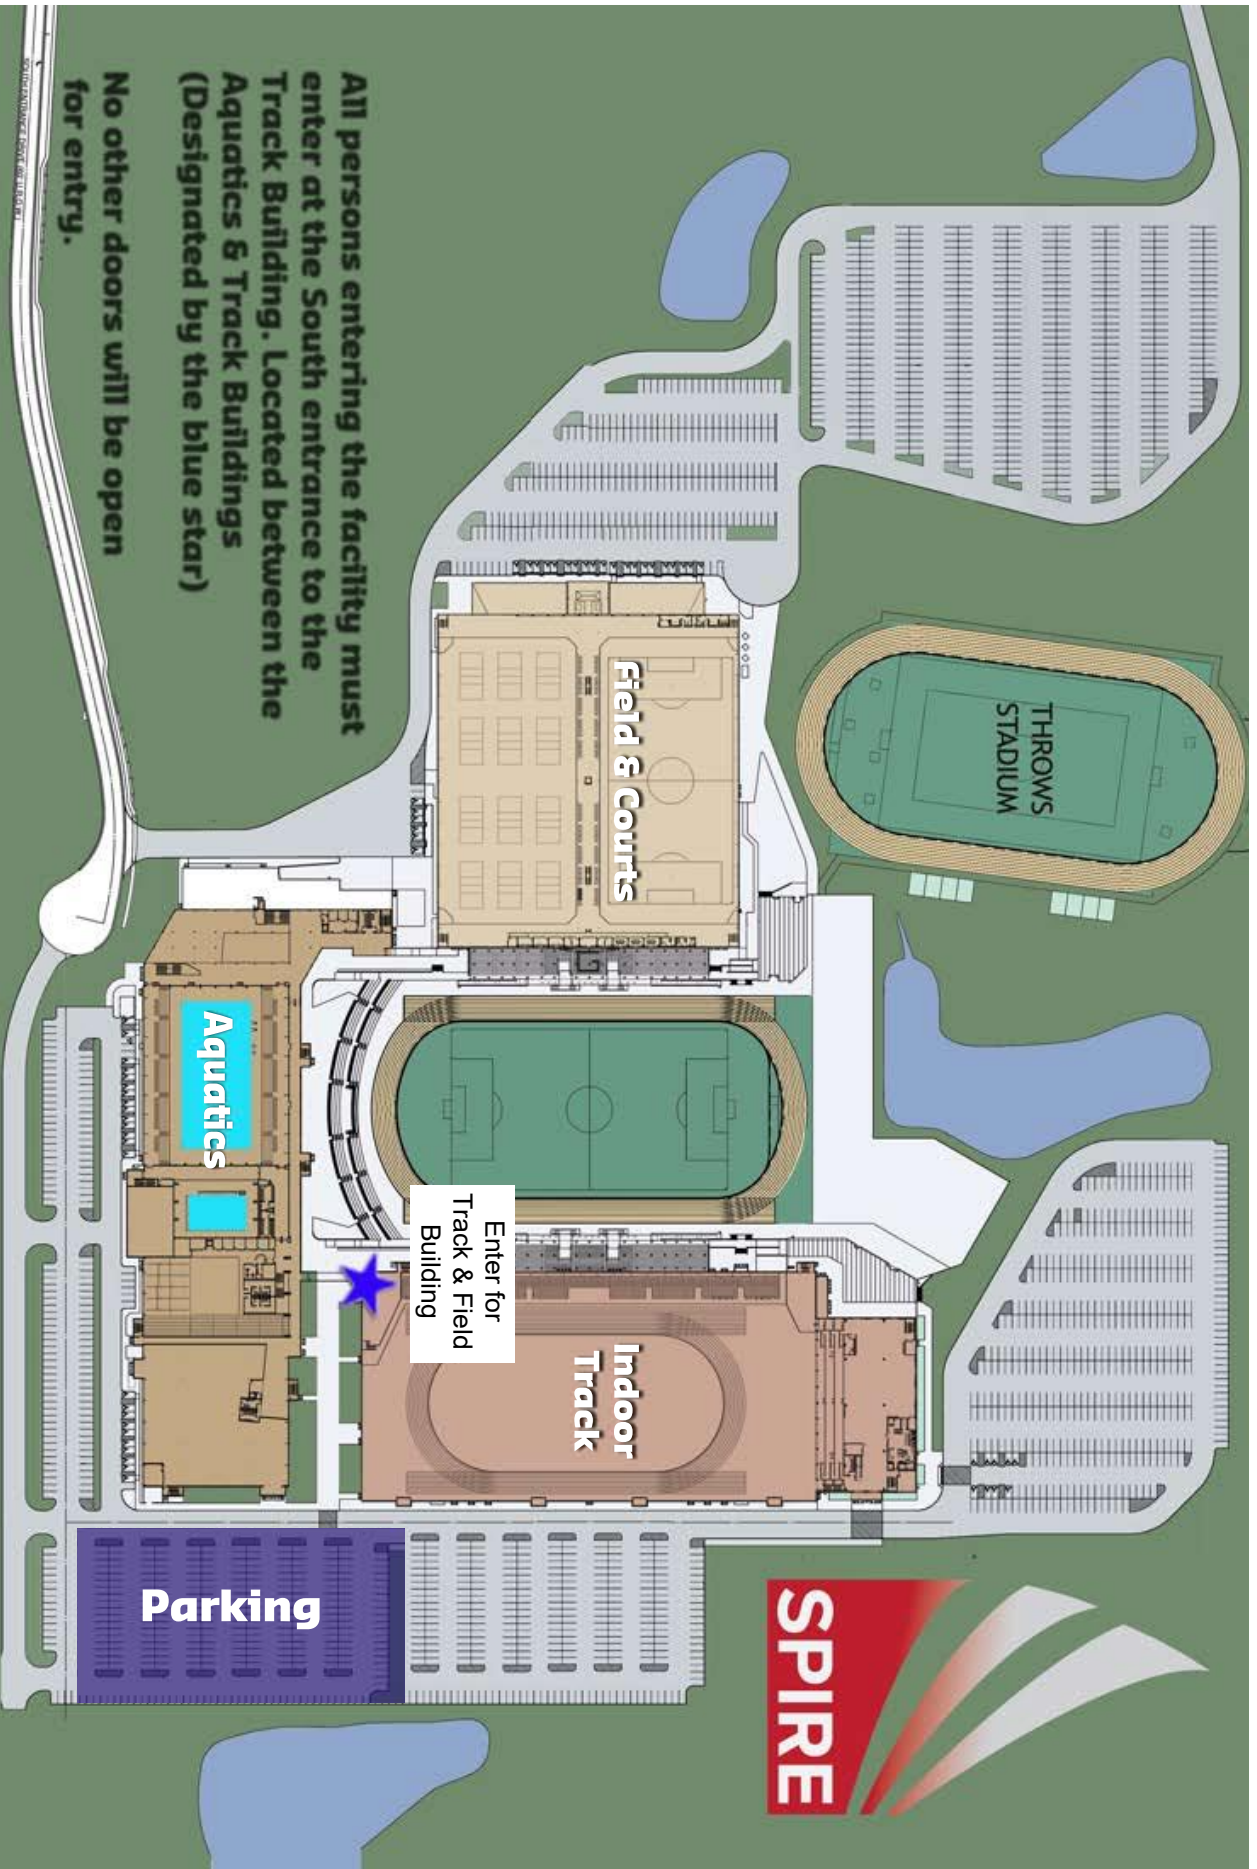 All persons entering the facility must
enter at the South entrance to the
Track Building. Located between the
Aquatics & Track Buildings
(Designated by the blue star)
No other doors will be open
for entry.
THROWS
STADIUM
Field & Courts
Aquatics
Enter for
Track & Field
Building
Indoor
Track
Parking
SPIRE